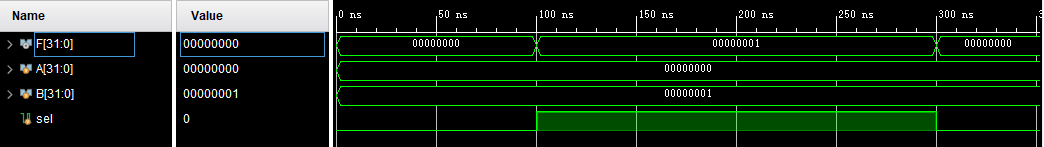 Name Value
0 ns 50 ns 100 ns 150 ns 200 ns 250 ns 300 ns
F[31:0] 00000000 00000000 00000001 00000000
A[31:0] 00000000 00000000
B[31:0] 00000001 00000001
sel 0